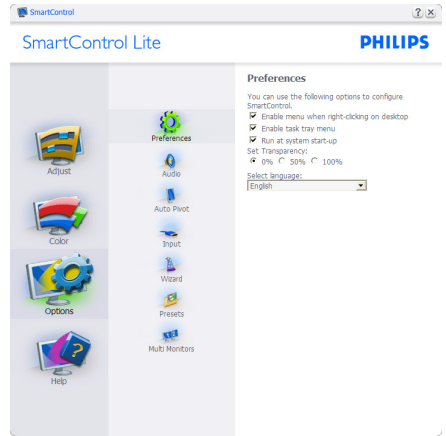 SmartControl
SmartControl Lite
PHILIPS
Adjust
Color
Options
Help
Preferences
Audio
Auto Pivot
Input
Wizard
Presets
Multi Monitors
Preferences
You can use the following options to configure
SmartControl.
Enable menu when right-clicking on desktop
Enable task tray menu
Run at system start-up
Set Transparency:
0% 50% 100%
Select language:
English